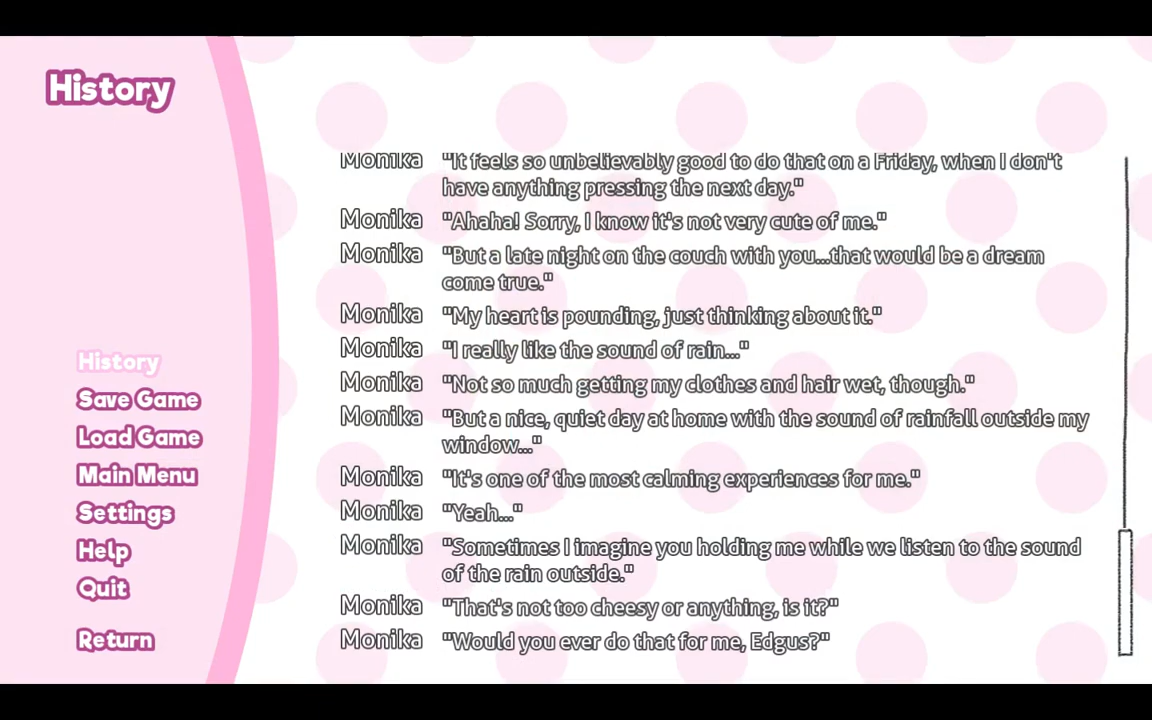 History
Monika "It feels so unbelievably good to do that on a Friday, when I don't
have anything pressing the next day."
Monika "Ahaha! Sorry, I know it's not very cute of me."
Monika "But a late night on the couch with you...that would be a dream
come true."
Monika "My heart is pounding, just thinking about it."
Monika "I really like the sound of rain..."
Monika "Not so much getting my clothes and hair wet, though."
Monika "But a nice, quiet day at home with the sound of rainfall outside my
window..."
Monika "It's one of the most calming experiences for me."
Monika "Yeah..."
Monika "Sometimes I imagine you holding me while we listen to the sound
of the rain outside."
Monika "That's not too cheesy or anything, is it?"
Monika "Would you ever do that for me, Edgus?"
History
Save Game
Load Game
Main Menu
Settings
Help
Quit
Return